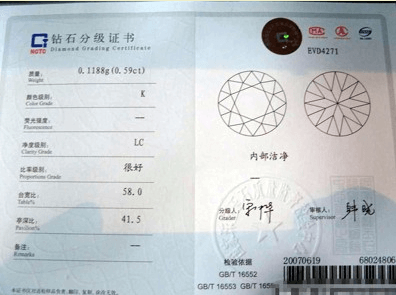 NGTC
钻石分级证书
Diamond Grading Certificate
EVD4271
质量: 0.1188g(0.59ct)
Weight
颜色级别: K
Color Grade
荧光强度: —
Fluorescence
净度级别: LC
Clarity Grade
比率级别: 很好
Proportions Grade
台宽比: 58.0
Table%
亭深比: 41.5
Pavilion%
备注: —
Remarks
内部洁净
分级人:
Grader
审核人:
检验依据
GB/T 16552
GB/T 16553
20070619
68024806